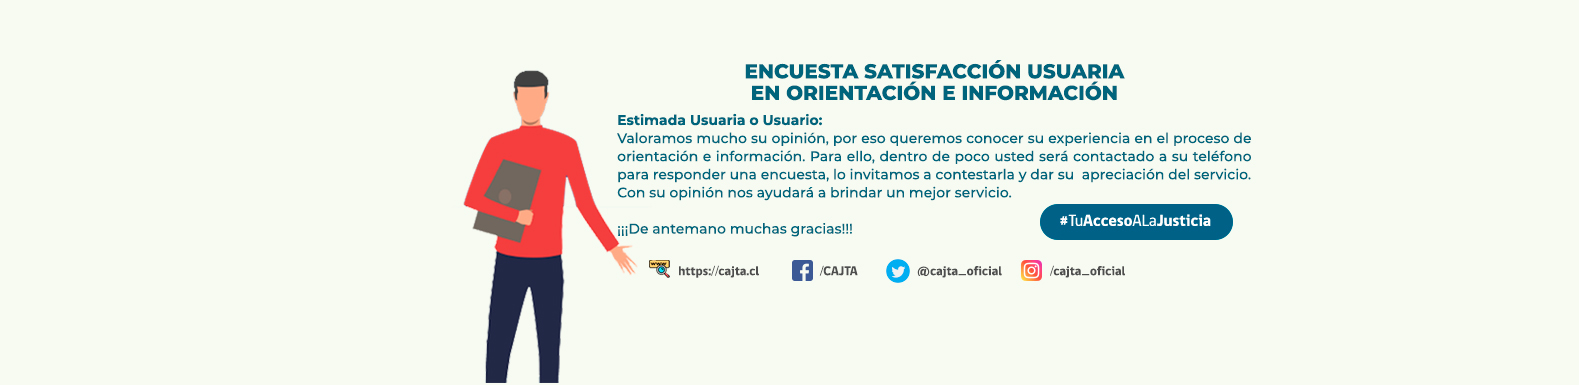 ENCUESTA SATISFACCIÓN USUARIA
EN ORIENTACIÓN E INFORMACIÓN
Estimada Usuaria o Usuario:
Valoramos mucho su opinión, por eso queremos conocer su experiencia en el proceso de
orientación e información. Para ello, dentro de poco usted será contactado a su teléfono
para responder una encuesta, lo invitamos a contestarla y dar su apreciación del servicio.
Con su opinión nos ayudará a brindar un mejor servicio.
#TuAccesoALaJusticia
¡¡¡De antemano muchas gracias!!!
www https://cajta.cl /CAJTA @cajta_oficial /cajta_oficial